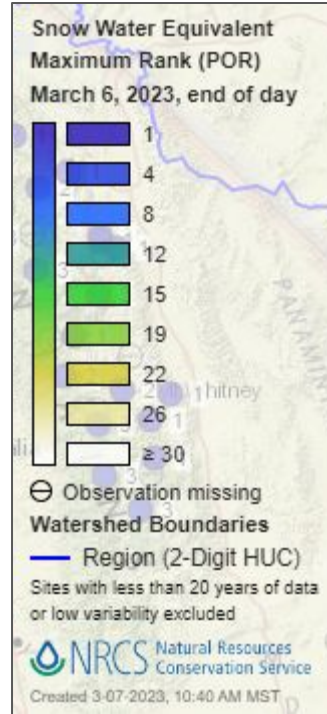 Snow Water Equivalent
Maximum Rank (POR)
March 6, 2023, end of day
1
4
8
12
15
19
22
26
≥ 30
PANAMIN
hitney
Observation missing
Watershed Boundaries
Region (2-Digit HUC)
Sites with less than 20 years of data
or low variability excluded
NRCS Natural Resources
Conservation Service
Created 3-07-2023, 10:40 AM MST